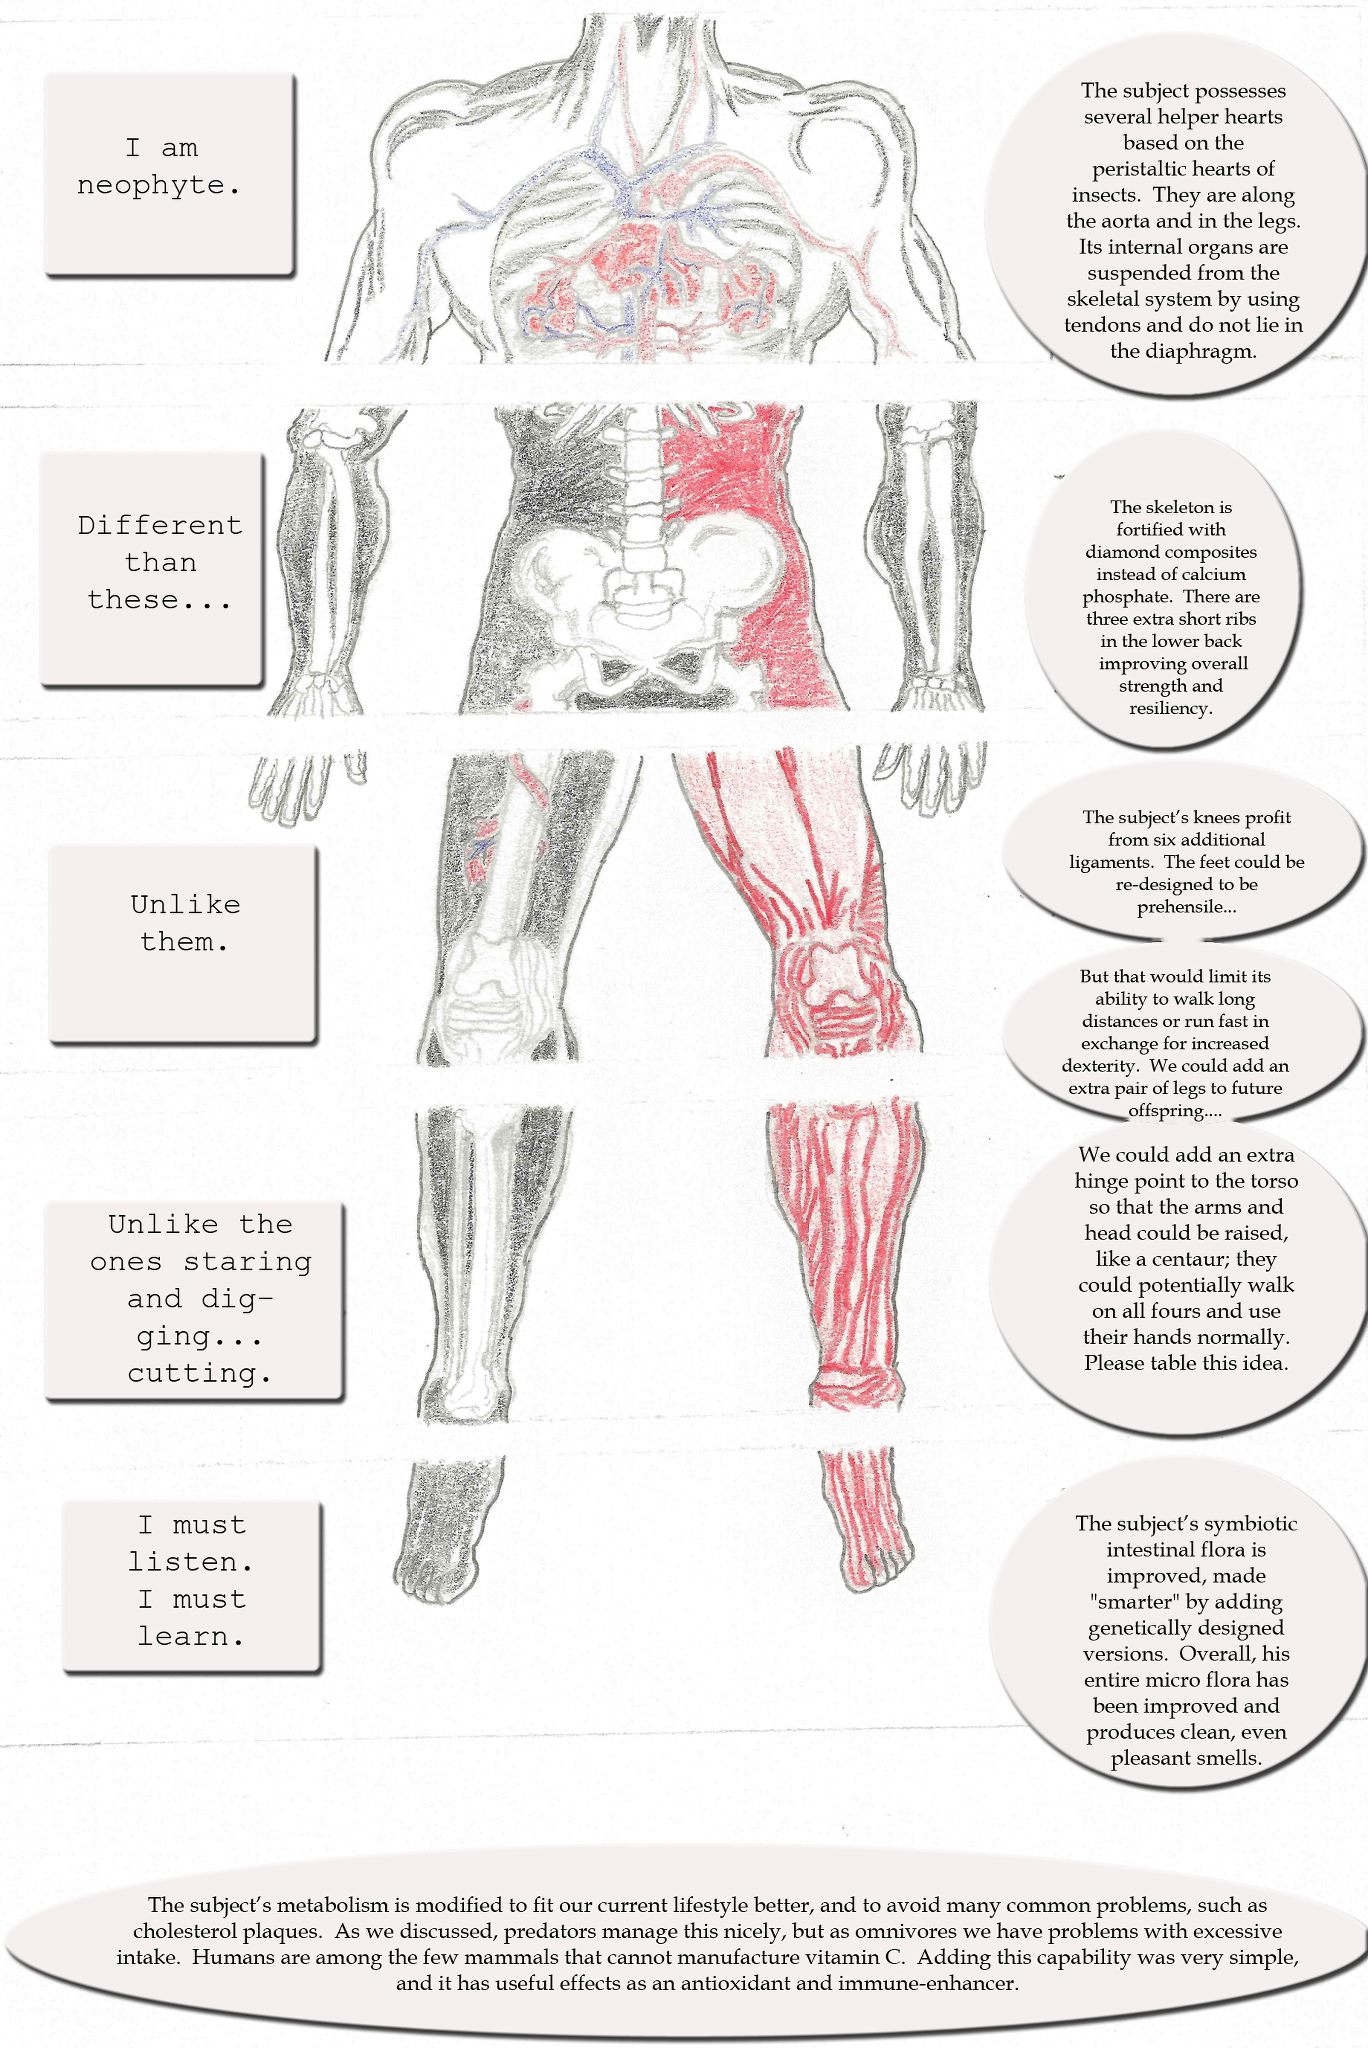 I am
neophyte.
The subject possesses
several helper hearts
based on the
peristaltic hearts of
insects.  They are along
the aorta and in the legs.
Its internal organs are
suspended from the
skeletal system by using
tendons and do not lie in
the diaphragm.
Different
than
these...
The skeleton is
fortified with
diamond composites
instead of calcium
phosphate.  There are
three extra short ribs
in the lower back
improving overall
strength and
resiliency.
Unlike
them.
The subject's knees profit
from six additional
ligaments.  The feet could be
re-designed to be
prehensile...
But that would limit its
ability to walk long
distances or run fast in
exchange for increased
dexterity.  We could add an
extra pair of legs to future
offspring....
Unlike the
ones staring
and dig-
ging...
cutting.
We could add an extra
hinge point to the torso
so that the arms and
head could be raised,
like a centaur; they
could potentially walk
on all fours and use
their hands normally.
Please table this idea.
I must
listen.
I must
learn.
The subject's symbiotic
intestinal flora is
improved, made
"smarter" by adding
genetically designed
versions.  Overall, his
entire micro flora has
been improved and
produces clean, even
pleasant smells.
The subject's metabolism is modified to fit our current lifestyle better, and to avoid many common problems, such as
cholesterol plaques.  As we discussed, predators manage this nicely, but as omnivores we have problems with excessive
intake.  Humans are among the few mammals that cannot manufacture vitamin C.  Adding this capability was very simple,
and it has useful effects as an antioxidant and immune-enhancer.